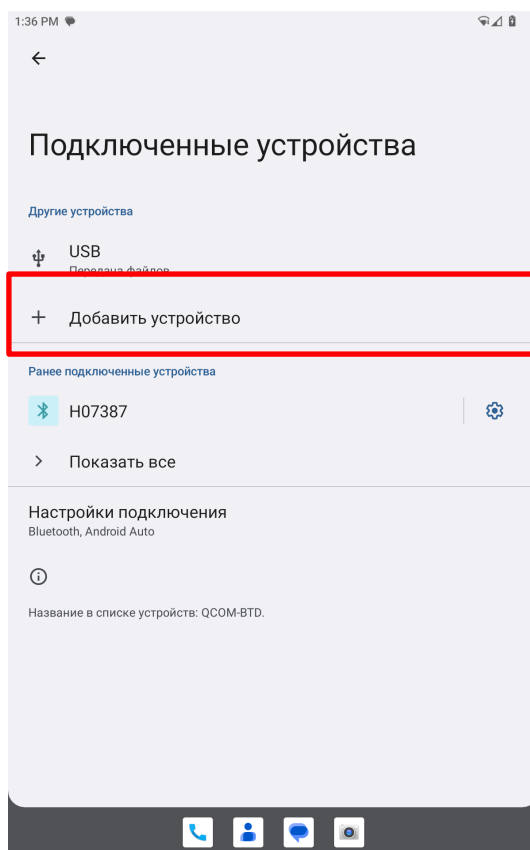 1:36 PM
Подключенные устройства
Другие устройства
USB
Передача файлов
Добавить устройство
Ранее подключенные устройства
H07387
Показать все
Настройки подключения
Bluetooth, Android Auto
Название в списке устройств: QCOM-BTD.